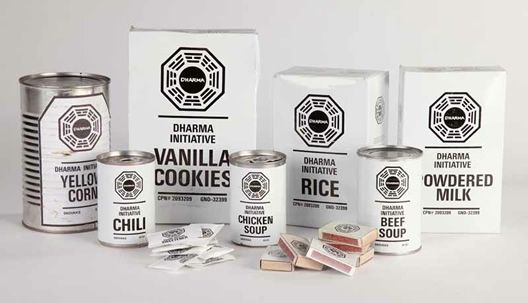 DHARMA
DHARMA INITIATIVE
YELLOW
CORN
DHARMA
DHARMA
INITIATIVE
VANILLA
COOKIES
CPN# 2093209 GND-32399
DHARMA
DHARMA
INITIATIVE
RICE
CPN# 2093209 GND-32399
DHARMA
DHARMA
INITIATIVE
POWDERED
MILK
CPN# 2093209 GND-32399
DHARMA
DHARMA
INITIATIVE
CHILI
DHARMA
DHARMA
INITIATIVE
CHICKEN
SOUP
DHARMA
DHARMA
INITIATIVE
BEEF
SOUP